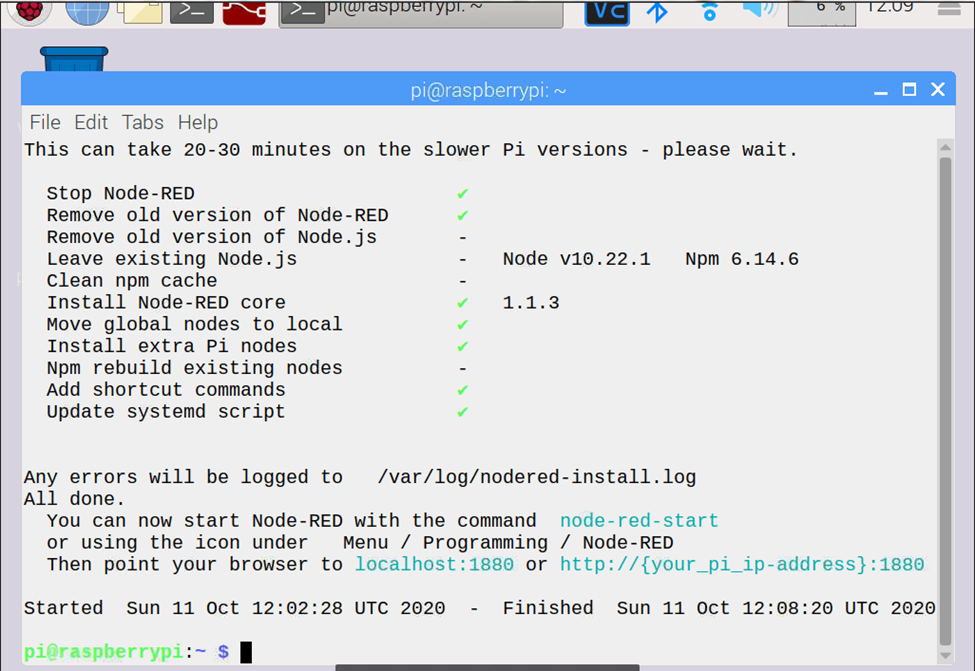 >_ >_ pi@raspberrypi: ~ 6 % 12:09
pi@raspberrypi: ~
File Edit Tabs Help
This can take 20-30 minutes on the slower Pi versions - please wait.
Stop Node-RED ✔
Remove old version of Node-RED ✔
Remove old version of Node.js -
Leave existing Node.js - Node v10.22.1 Npm 6.14.6
Clean npm cache -
Install Node-RED core ✔ 1.1.3
Move global nodes to local ✔
Install extra Pi nodes ✔
Npm rebuild existing nodes -
Add shortcut commands ✔
Update systemd script ✔
Any errors will be logged to /var/log/nodered-install.log
All done.
You can now start Node-RED with the command node-red-start
or using the icon under Menu / Programming / Node-RED
Then point your browser to localhost:1880 or http://{your_pi_ip-address}:1880
Started Sun 11 Oct 12:02:28 UTC 2020 - Finished Sun 11 Oct 12:08:20 UTC 2020
pi@raspberrypi:~ $